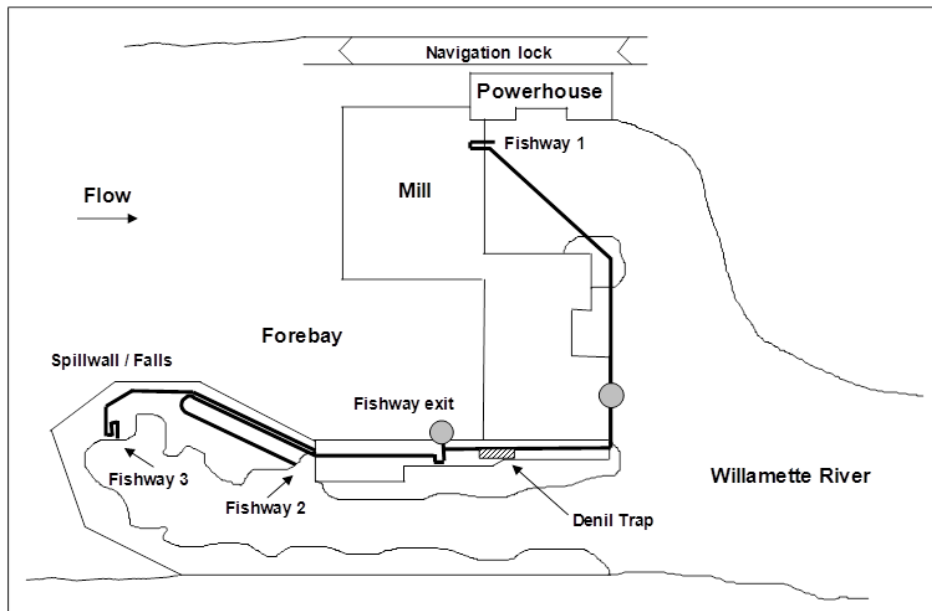 Navigation lock
Powerhouse
Fishway 1
Mill
Flow
Forebay
Spillwall / Falls
Fishway exit
Fishway 3
Fishway 2
Willamette River
Denil Trap